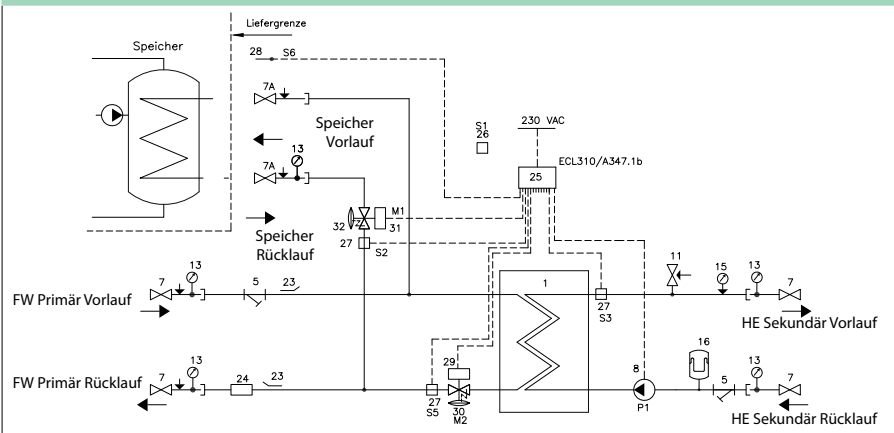 Liefergrenze
Speicher
28 S6
7A
230 VAC
S1
26
Speicher
Vorlauf
13
ECL310/A347.1b
25
7A
M1
32
31
Speicher
Rücklauf
27 S2
13
7
5
23
1
11
15
13
7
FW Primär Vorlauf
27
S3
HE Sekundär Vorlauf
16
13
7
24
23
29
8
5
13
7
FW Primär Rücklauf
27
S5
30
M2
P1
HE Sekundär Rücklauf